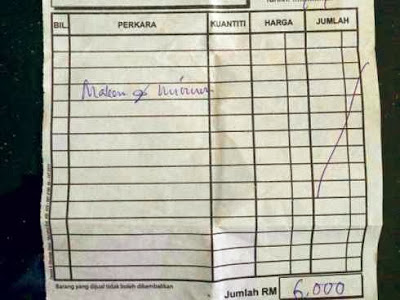 BIL. PERKARA KUANTITI HARGA JUMLAH
Makan & minum
Barang yang dijual tidak boleh dikembalikan
Jumlah RM 6,000